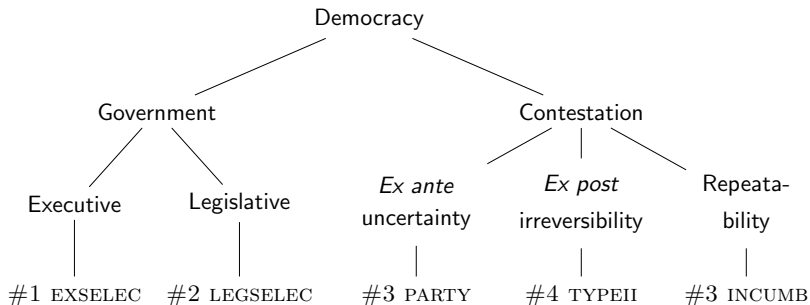 Democracy
Government
Contestation
Executive
Legislative
Ex ante
uncertainty
Ex post
irreversibility
Repeata-
bility
#1 EXSELEC
#2 LEGSELEC
#3 PARTY
#4 TYPEII
#3 INCUMB